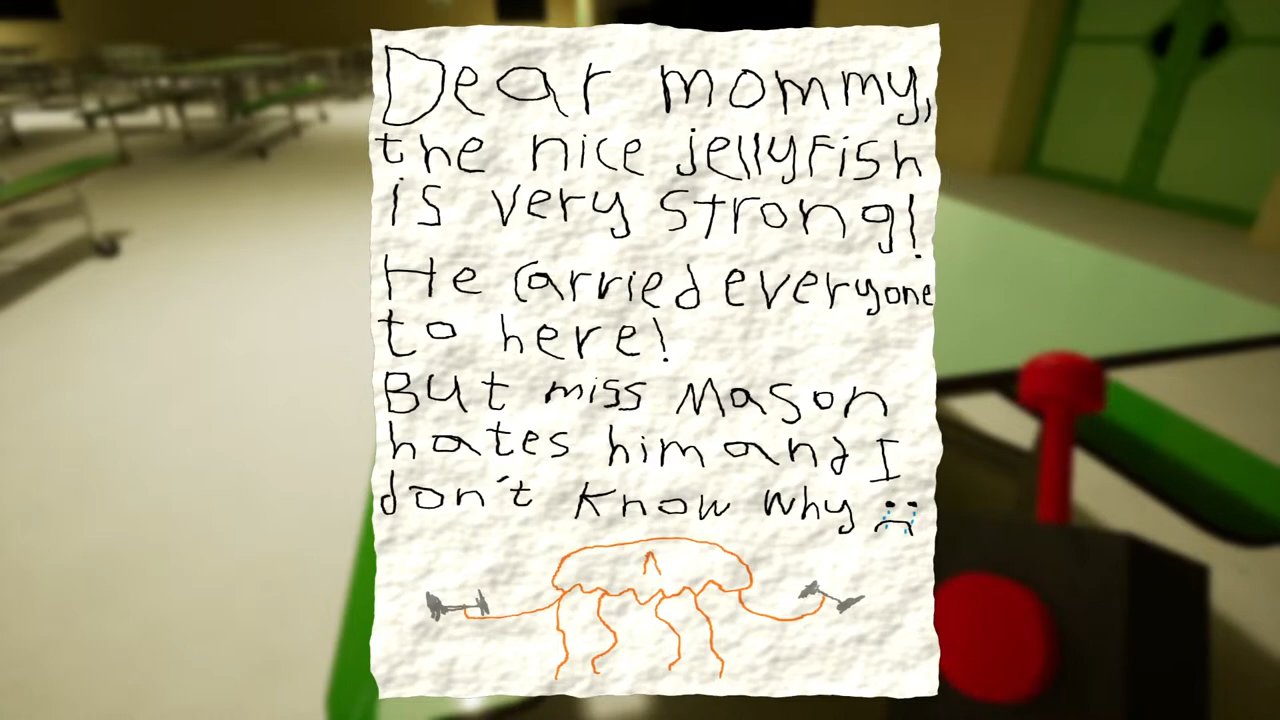 Dear mommy,
the nice jellyfish
is very strong!
He carried everyone
to here!
But miss Mason
hates him and I
don't know why